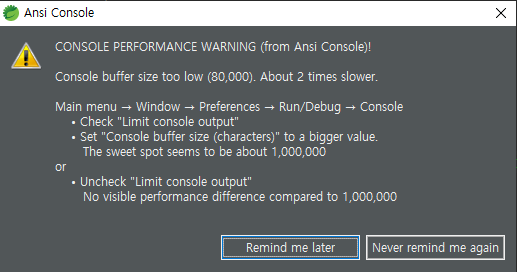 Ansi Console
CONSOLE PERFORMANCE WARNING (from Ansi Console)!
Console buffer size too low (80,000). About 2 times slower.
Main menu → Window → Preferences → Run/Debug → Console
• Check "Limit console output"
• Set "Console buffer size (characters)" to a bigger value.
The sweet spot seems to be about 1,000,000
or
• Uncheck "Limit console output"
No visible performance difference compared to 1,000,000
Remind me later Never remind me again